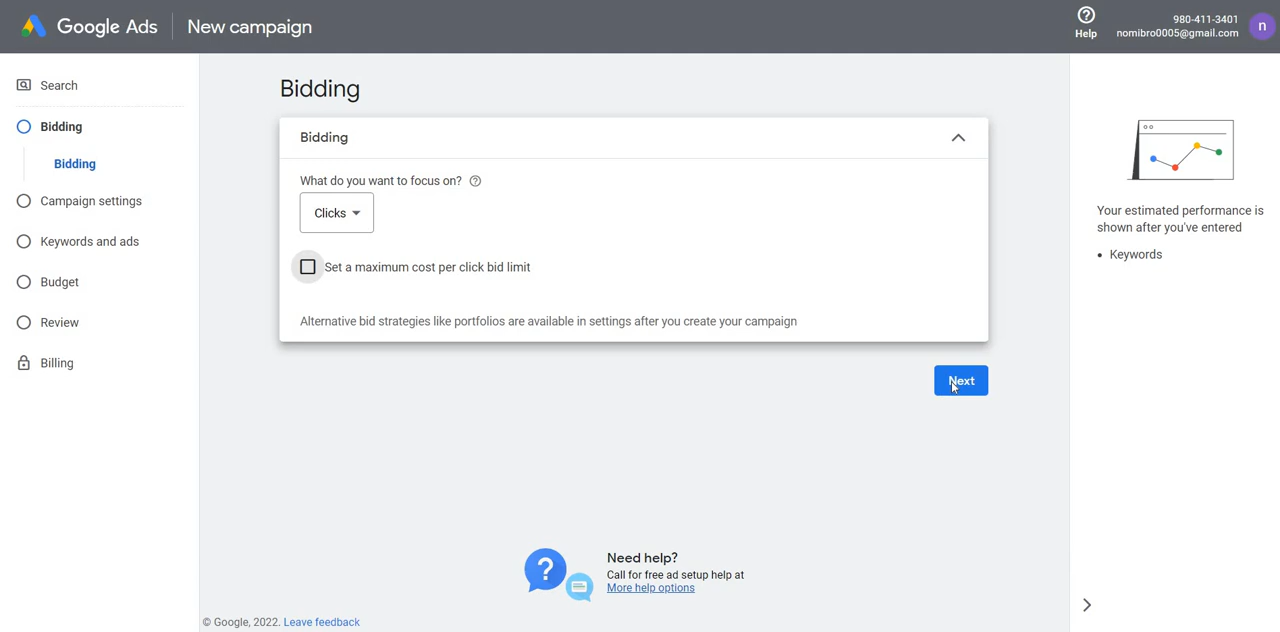 Google Ads
New campaign
Help
980-411-3401
nomibro0005@gmail.com
n
Search
Bidding
Bidding
Campaign settings
Keywords and ads
Budget
Review
Billing
Bidding
Bidding
What do you want to focus on?
Clicks
Set a maximum cost per click bid limit
Alternative bid strategies like portfolios are available in settings after you create your campaign
Next
Your estimated performance is
shown after you've entered
• Keywords
Need help?
Call for free ad setup help at
More help options
© Google, 2022. Leave feedback